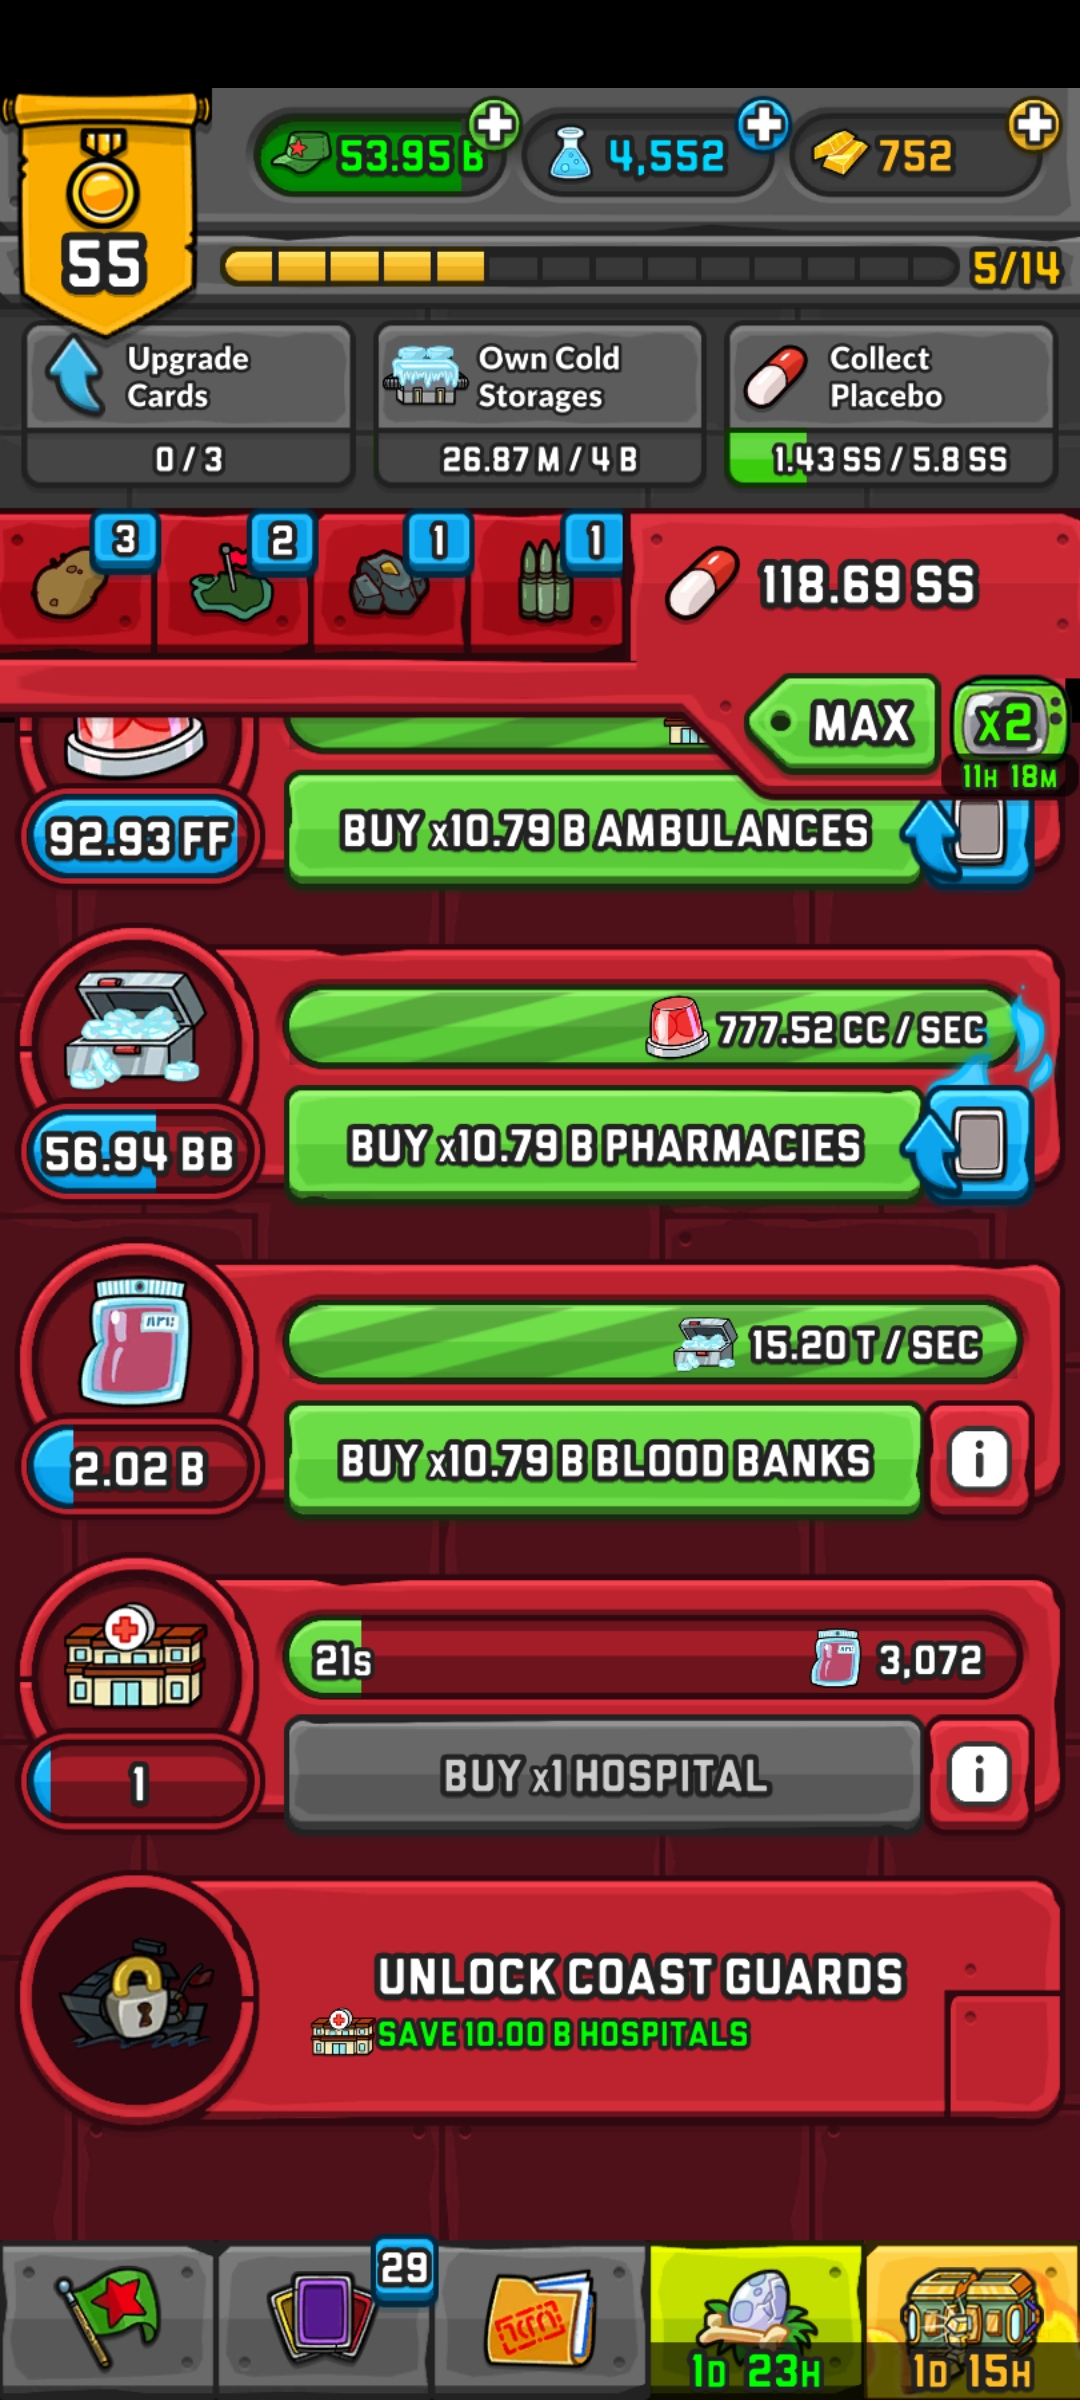 53.95 B
4,552
752
55
5/14
Upgrade
Cards
0 / 3
Own Cold
Storages
26.87 M / 4 B
Collect
Placebo
1.43 SS / 5.8 SS
3
2
1
1
118.69 SS
MAX
x2
11H 18M
92.93 FF
BUY x10.79 B AMBULANCES
777.52 CC / SEC
56.94 BB
BUY x10.79 B PHARMACIES
15.20 T / SEC
2.02 B
BUY x10.79 B BLOOD BANKS
i
21s
3,072
1
BUY x1 HOSPITAL
i
UNLOCK COAST GUARDS
SAVE 10.00 B HOSPITALS
29
1D 23H
1D 15H